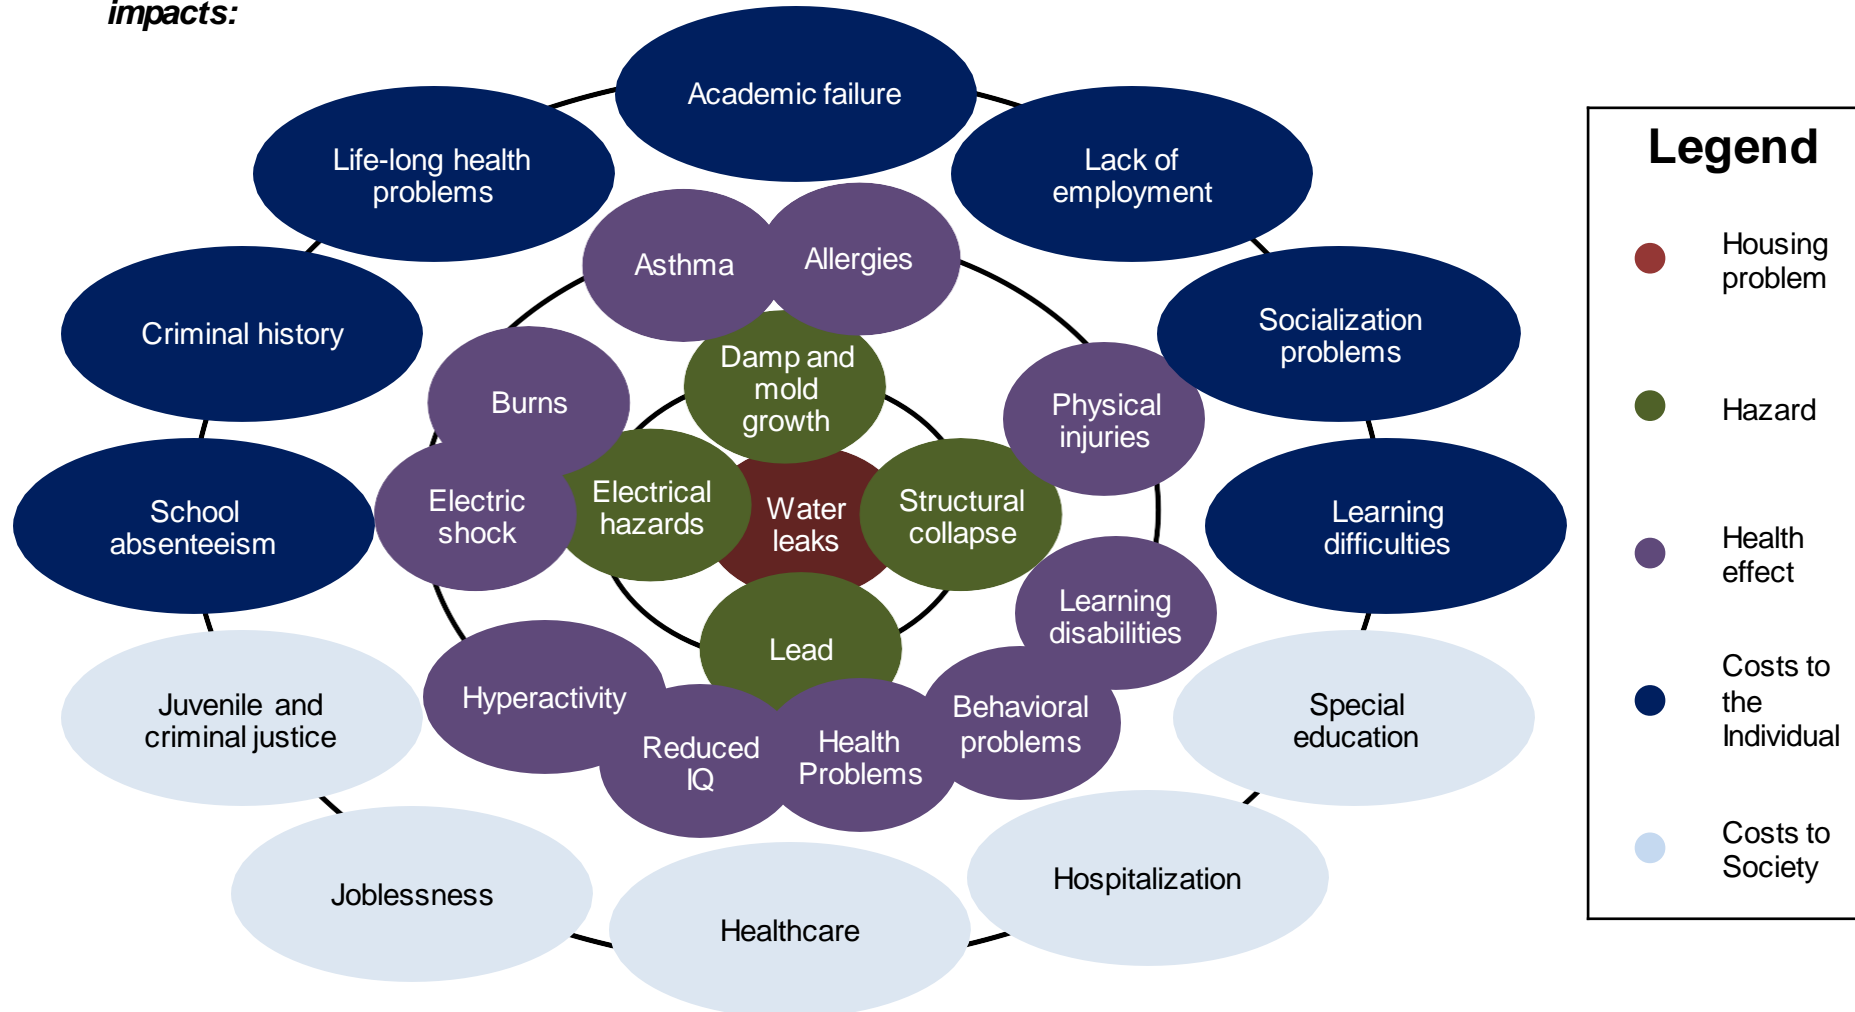 impacts:
Academic failure
Life-long health
problems
Lack of
employment
Asthma
Allergies
Criminal history
Socialization
problems
Damp and
mold
growth
Burns
Physical
injuries
School
absenteeism
Electric
shock
Electrical
hazards
Water
leaks
Structural
collapse
Learning
difficulties
Learning
disabilities
Lead
Hyperactivity
Juvenile and
criminal justice
Reduced
IQ
Health
Problems
Behavioral
problems
Special
education
Joblessness
Healthcare
Hospitalization
Legend
Housing
problem
Hazard
Health
effect
Costs to
the
Individual
Costs to
Society